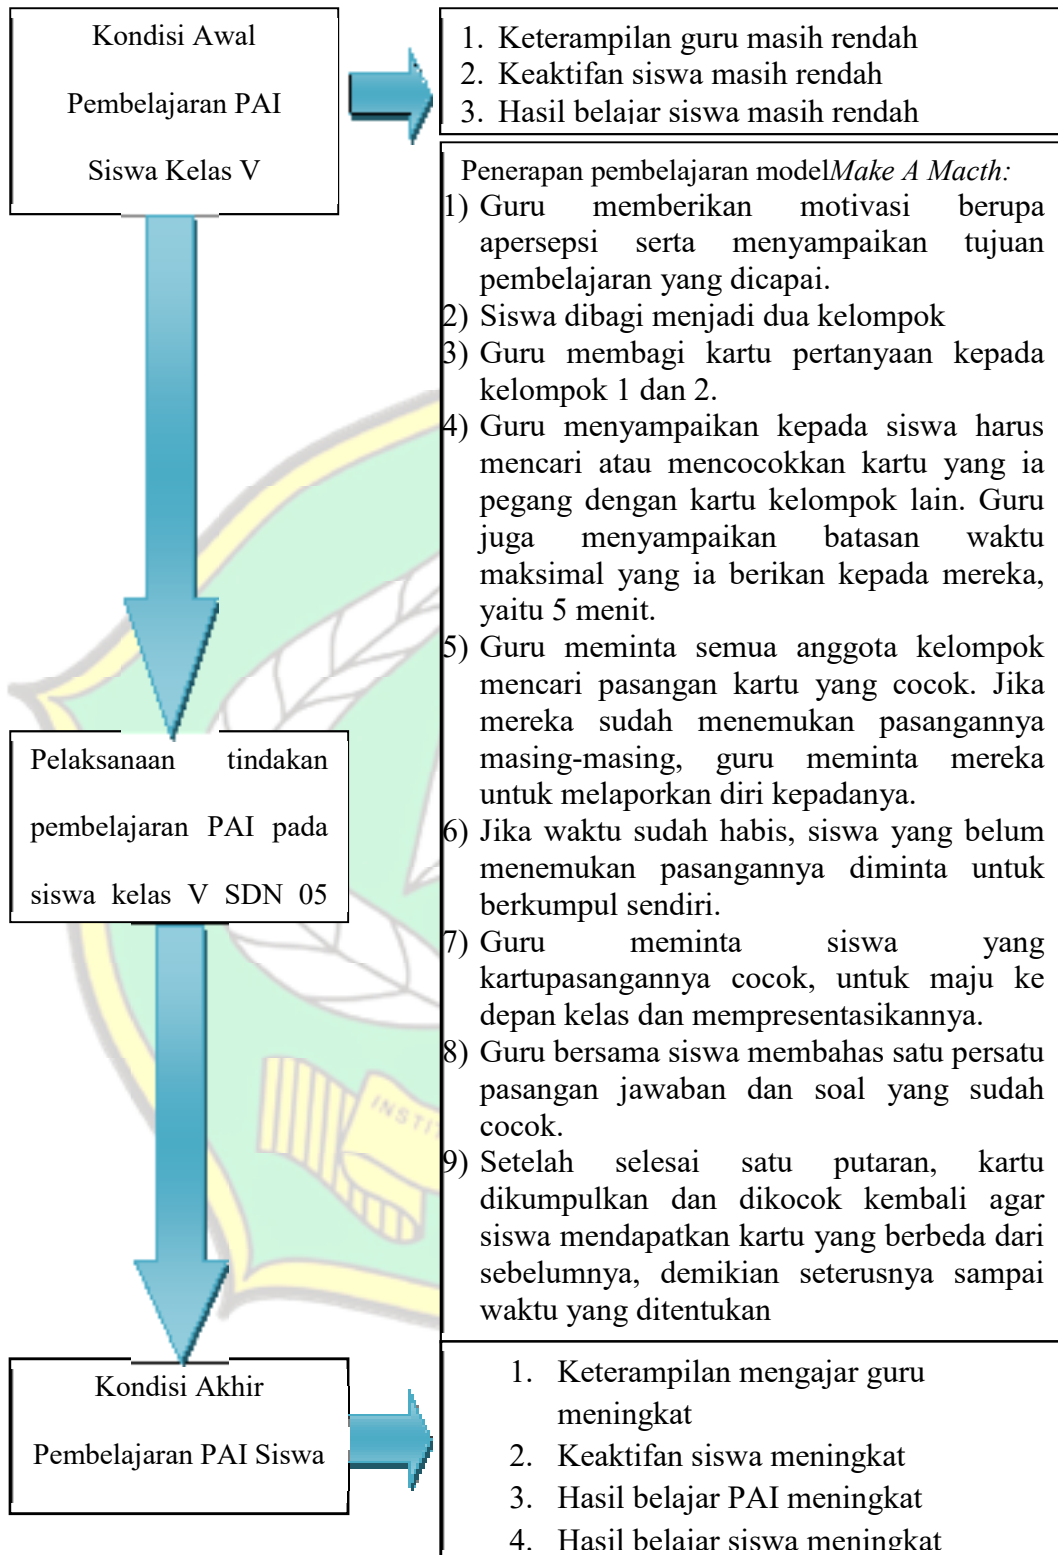 Kondisi Awal
Pembelajaran PAI
Siswa Kelas V
1. Keterampilan guru masih rendah
2. Keaktifan siswa masih rendah
3. Hasil belajar siswa masih rendah
Penerapan pembelajaran modelMake A Macth:
1) Guru memberikan motivasi berupa
apersepsi serta menyampaikan tujuan
pembelajaran yang dicapai.
2) Siswa dibagi menjadi dua kelompok
3) Guru membagi kartu pertanyaan kepada
kelompok 1 dan 2.
4) Guru menyampaikan kepada siswa harus
mencari atau mencocokkan kartu yang ia
pegang dengan kartu kelompok lain. Guru
juga menyampaikan batasan waktu
maksimal yang ia berikan kepada mereka,
yaitu 5 menit.
5) Guru meminta semua anggota kelompok
mencari pasangan kartu yang cocok. Jika
mereka sudah menemukan pasangannya
masing-masing, guru meminta mereka
untuk melaporkan diri kepadanya.
6) Jika waktu sudah habis, siswa yang belum
menemukan pasangannya diminta untuk
berkumpul sendiri.
7) Guru meminta siswa yang
kartupasangannya cocok, untuk maju ke
depan kelas dan mempresentasikannya.
8) Guru bersama siswa membahas satu persatu
pasangan jawaban dan soal yang sudah
cocok.
9) Setelah selesai satu putaran, kartu
dikumpulkan dan dikocok kembali agar
siswa mendapatkan kartu yang berbeda dari
sebelumnya, demikian seterusnya sampai
waktu yang ditentukan
Pelaksanaan tindakan
pembelajaran PAI pada
siswa kelas V SDN 05
Kondisi Akhir
Pembelajaran PAI Siswa
1. Keterampilan mengajar guru
meningkat
2. Keaktifan siswa meningkat
3. Hasil belajar PAI meningkat
4. Hasil belajar siswa meningkat